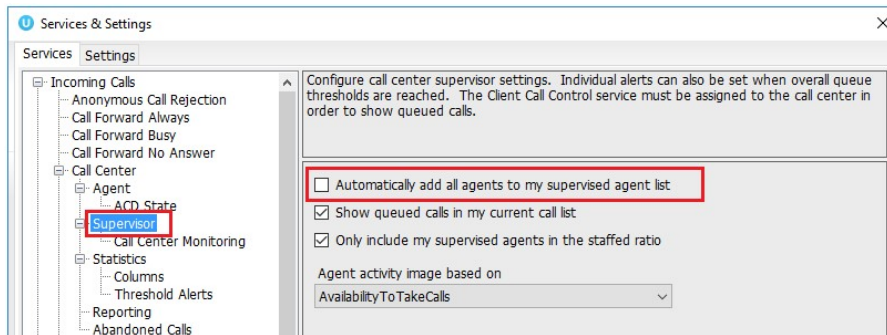 Services & Settings
Services Settings
Incoming Calls
Anonymous Call Rejection
Call Forward Always
Call Forward Busy
Call Forward No Answer
Call Center
Agent
ACD State
Supervisor
Call Center Monitoring
Statistics
Columns
Threshold Alerts
Reporting
Abandoned Calls
Configure call center supervisor settings. Individual alerts can also be set when overall queue
thresholds are reached. The Client Call Control service must be assigned to the call center in
order to show queued calls.
Automatically add all agents to my supervised agent list
Show queued calls in my current call list
Only include my supervised agents in the staffed ratio
Agent activity image based on
AvailabilityToTakeCalls